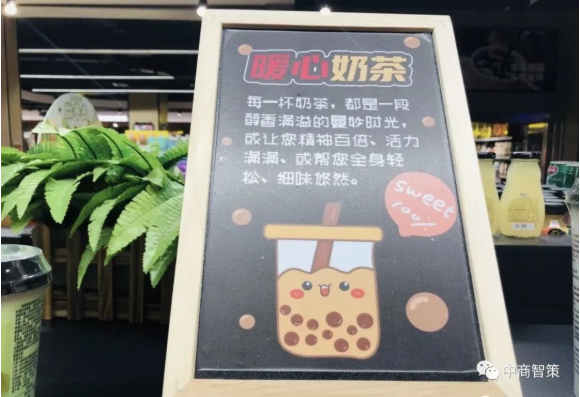 暖心奶茶
每一杯奶茶，都是一段
醇香满溢的曼妙时光，
或让您精神百倍、活力
满满、或帮您全身轻
松、细味悠然。
sweet
中商智策